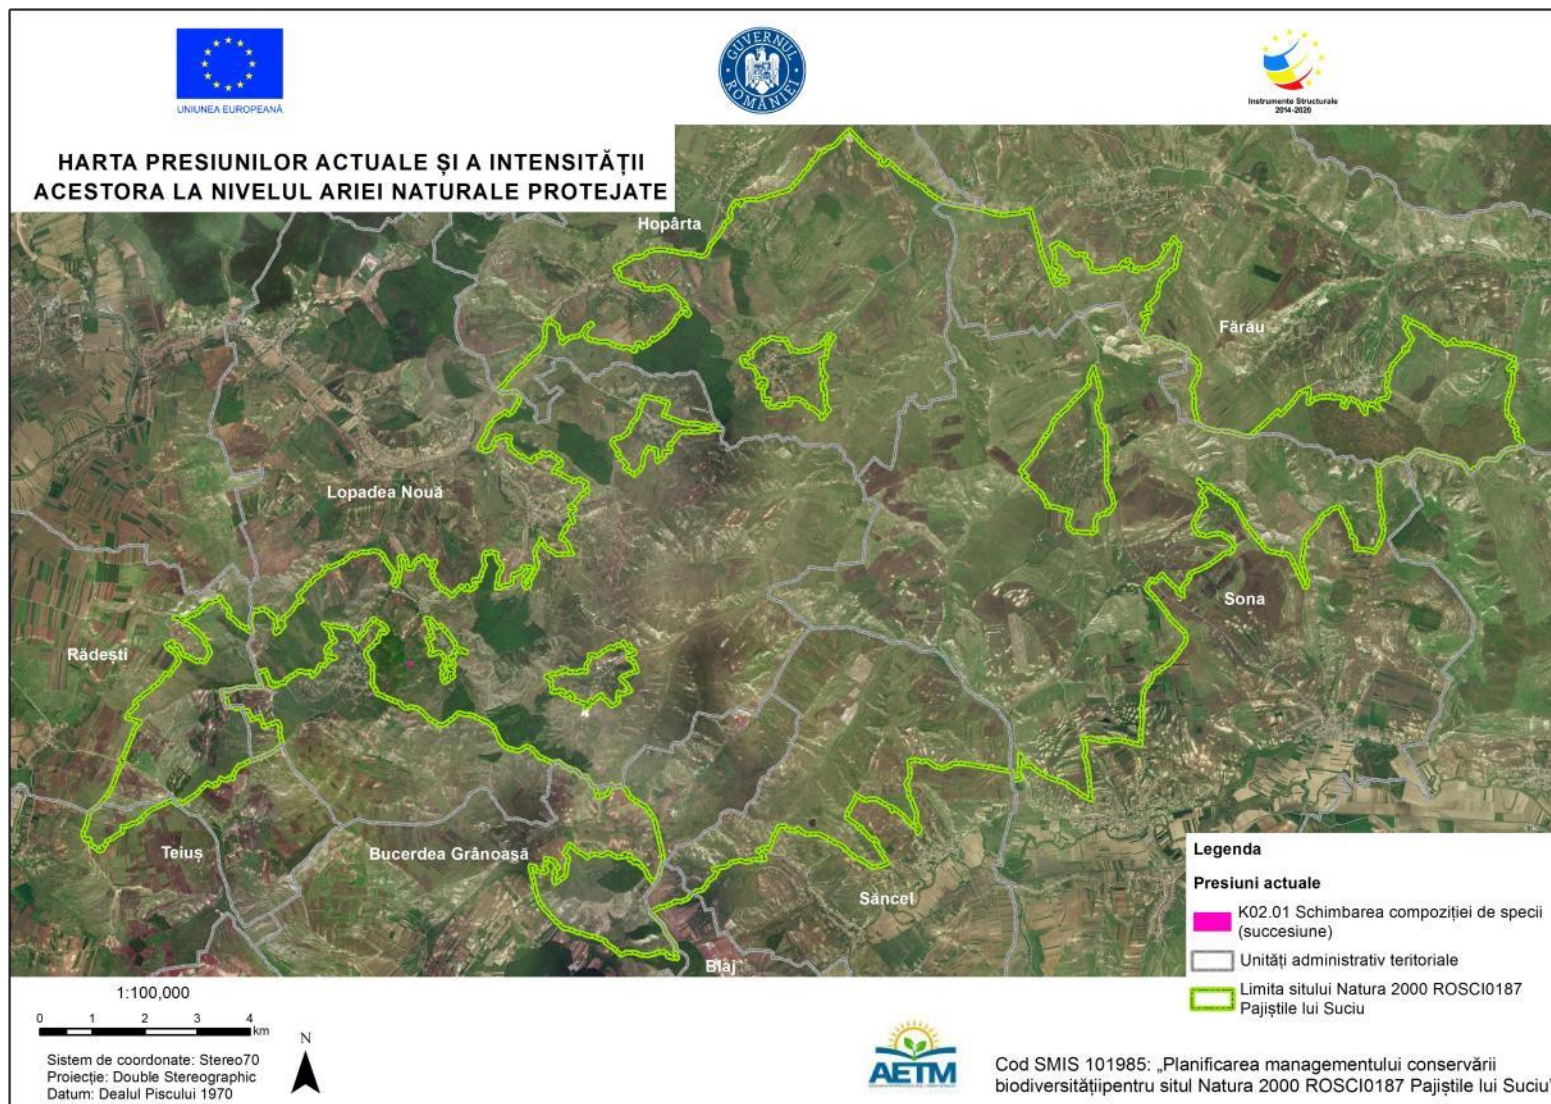 UNIUNEA EUROPEANĂ
GUVERNUL ROMÂNIEI
Instrumente Structurale
2014-2020
HARTA PRESIUNILOR ACTUALE ȘI A INTENSITĂȚII
ACESTORA LA NIVELUL ARIEI NATURALE PROTEJATE
Hopârta
Fărău
Lopadea Nouă
Sona
Rădești
Teiuș
Bucerdea Grânoasă
Săncel
Blaj
Legenda
Presiuni actuale
K02.01 Schimbarea compoziției de specii
(succesiune)
Unități administrativ teritoriale
Limita sitului Natura 2000 ROSCI0187
Pajiștile lui Suciu
1:100,000
0 1 2 3 4
km
N
Sistem de coordonate: Stereo70
Proiecție: Double Stereographic
Datum: Dealul Piscului 1970
AETM
Cod SMIS 101985: „Planificarea managementului conservării
biodiversitățiipentru situl Natura 2000 ROSCI0187 Pajiștile lui Suciu"